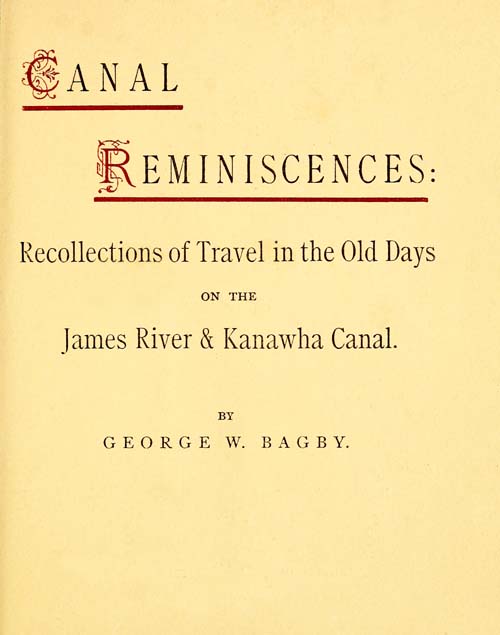 CANAL
REMINISCENCES:
Recollections of Travel in the Old Days
ON THE
James River & Kanawha Canal.
BY
GEORGE W. BAGBY.